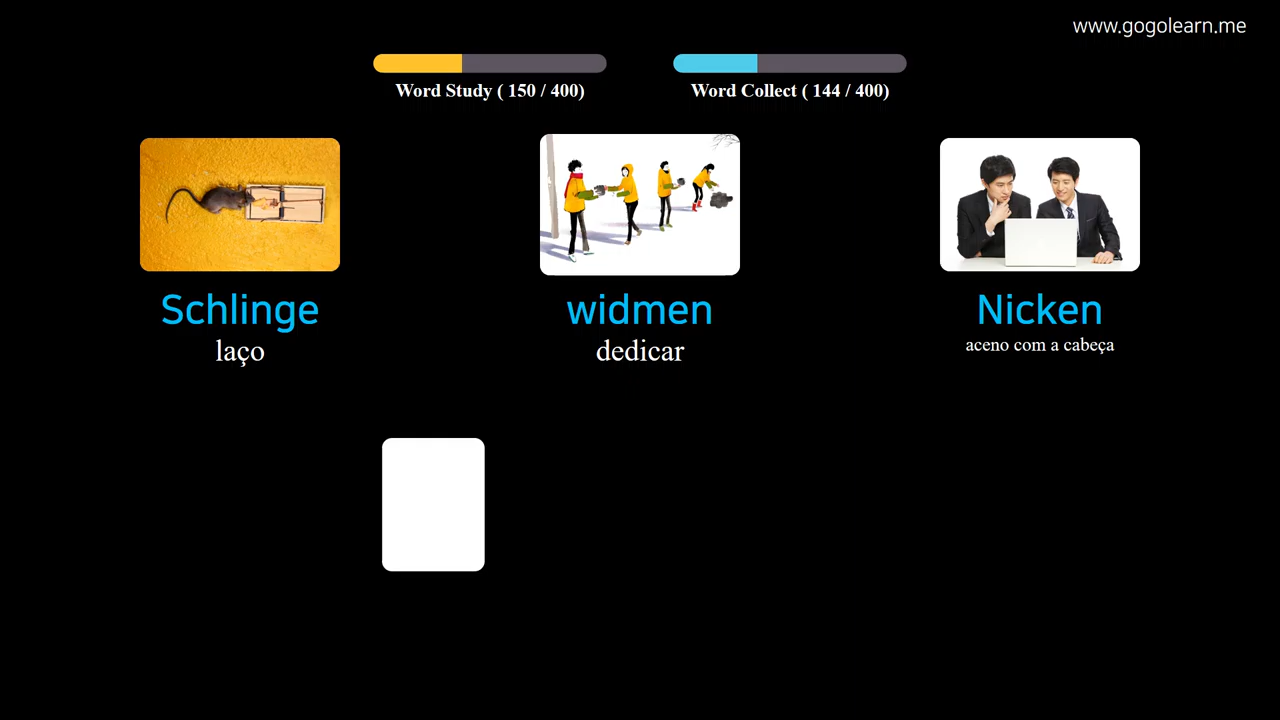 www.gogolearn.me
Word Study ( 150 / 400)
Word Collect ( 144 / 400)
Schlinge
laço
widmen
dedicar
Nicken
aceno com a cabeça